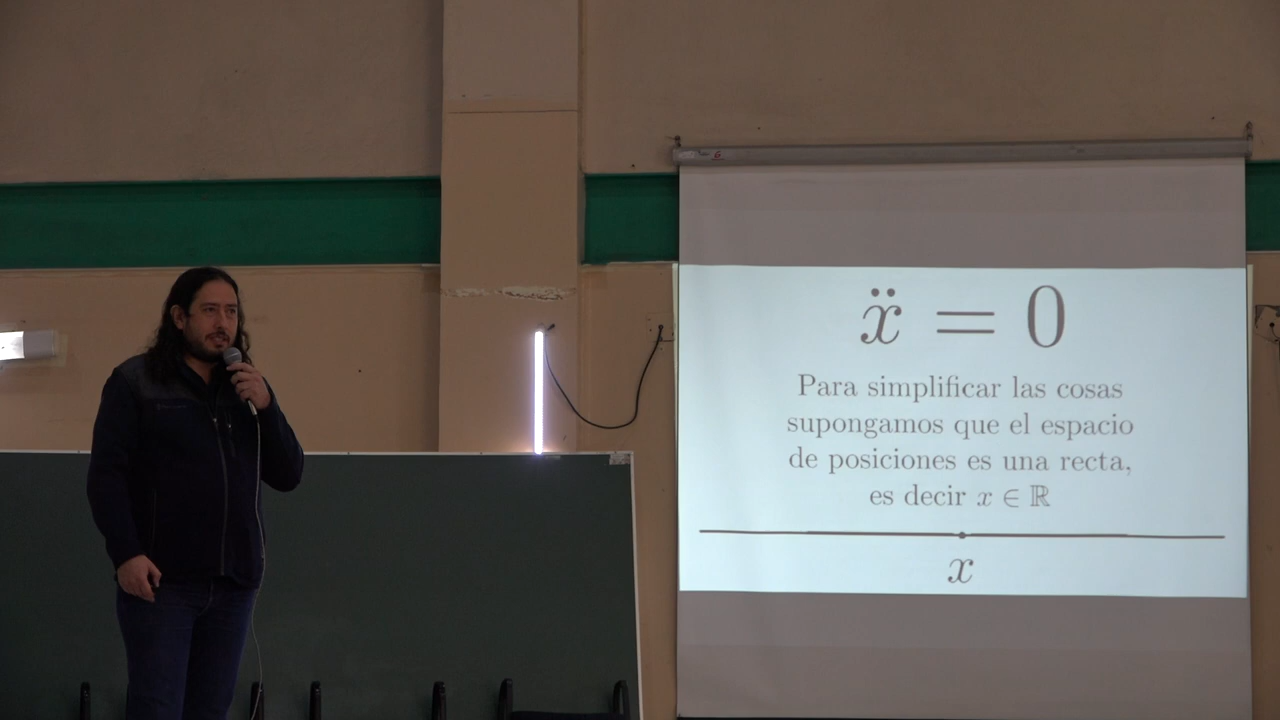 ẍ = 0
Para simplificar las cosas
supongamos que el espacio
de posiciones es una recta,
es decir x ∈ ℝ
x